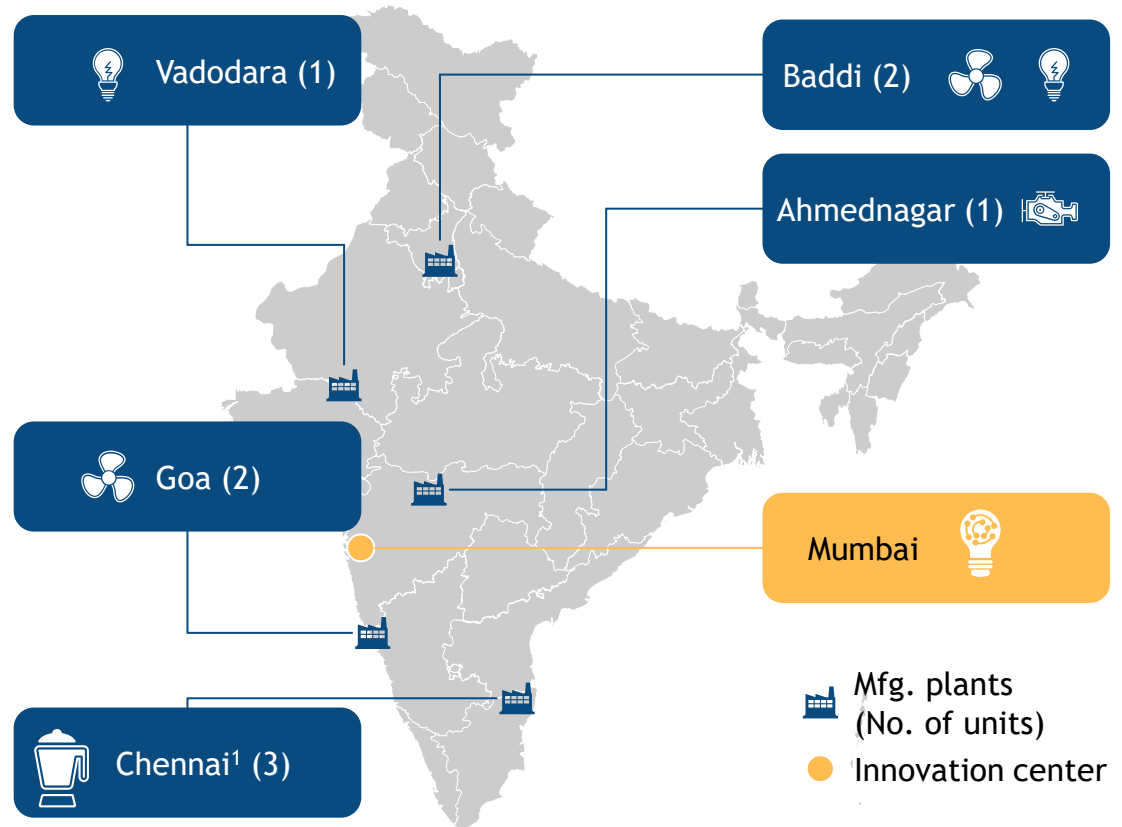 Vadodara (1)
Baddi (2)
Ahmednagar (1)
Goa (2)
Mumbai
Chennai¹ (3)
Mfg. plants
(No. of units)
Innovation center